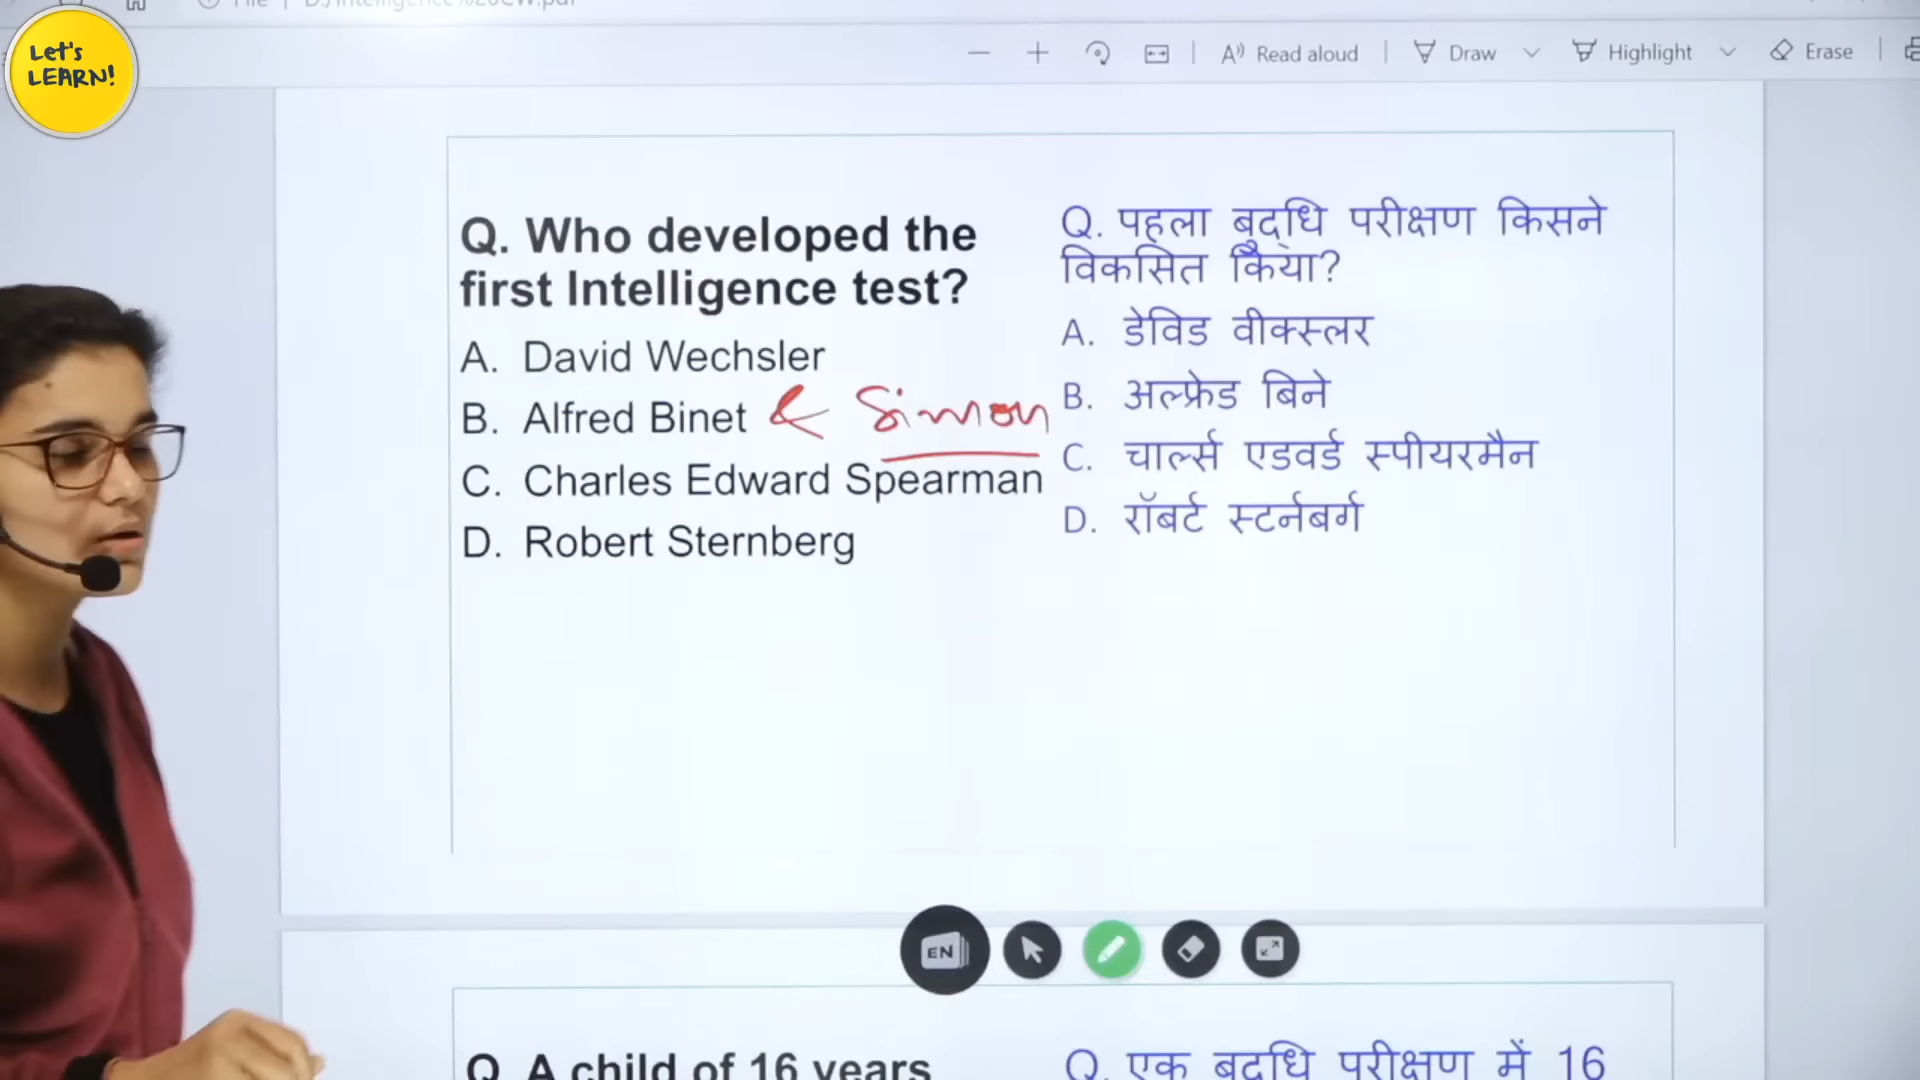 Let's
LEARN!
Read aloud
Draw
Highlight
Erase
Q. Who developed the
first Intelligence test?
A. David Wechsler
B. Alfred Binet & Simon
C. Charles Edward Spearman
D. Robert Sternberg
Q. पहला बुद्धि परीक्षण किसने
विकसित किया?
A. डेविड वीक्स्लर
B. अल्फ्रेड बिने
C. चार्ल्स एडवर्ड स्पीयरमैन
D. रॉबर्ट स्टर्नबर्ग
EN
Q. A child of 16 years
Q. एक बुद्धि परीक्षण में 16